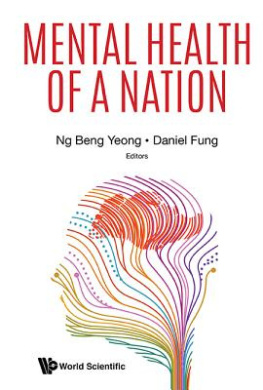 MENTAL HEALTH
OF A NATION
Ng Beng Yeong • Daniel Fung
Editors
World Scientific